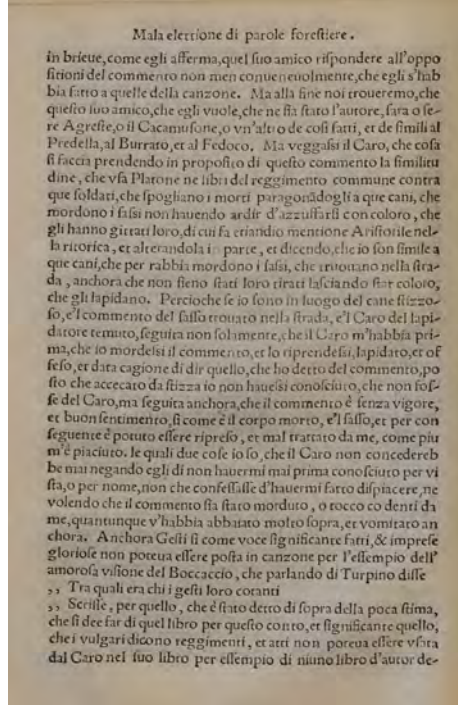 Mala elettione di parole forestiere.
in brieue, come egli afferma, quel suo amico rispondere all'oppo
sitioni del commento non men conueneuolmente, che egli s'hab
bia fatto a quelle della canzone. Ma alla fine noi troueremo, che
questo suo amico, che egli vuole, che ne sia stato l'autore, sara o se-
re Agreste, o il Cacamusone, o vn'altro de cosi fatti, et de simili al
Predella, al Burrato, et al Fedoco. Ma veggasi il Caro, che cosa
si faccia prendendo in proposito di questo commento la similitu
dine, che vsa Platone ne libri del reggimento commune contra
que soldati, che spogliano i morti paragonãdogli a que cani, che
mordono i sassi non hauendo ardir d'azzuffarsi con coloro, che
gli hanno gittati loro, di cui fa etiandio mentione Aristotile nel-
la ritorica, et alterandola in parte, et dicendo, che io son simile a
que cani, che per rabbia mordono i sassi, che truouano nella stra-
da, anchora che non sieno stati loro tirati lasciando star coloro,
che gli lapidano. Percioche se io sono in luogo del cane stizzo-
so, e'l commento del sasso trouato nella strada, e'l Caro del lapi-
datore temuto, seguita non solamente, che il Caro m'habbia pri-
ma, che io mordessi il commento, et lo riprendessi, lapidato, et of
feso, et data cagione di dir quello, che ho detto del commento, po
sto che accecato da stizza io non hauessi conosciuto, che non fos-
se del Caro, ma seguita anchora, che il commento è senza vigore,
et buon sentimento, si come è il corpo morto, e'l sasso, et per con
seguente è potuto essere ripreso, et mal trattato da me, come piu
m'è piaciuto. le quali due cose io so, che il Caro non concedereb
be mai negando egli di non hauermi mai prima conosciuto per vi
sta, o per nome, non che confessasse d'hauermi fatto dispiacere, ne
volendo che il commento sia stato morduto, o tocco co denti da
me, quantunque v'habbia abbaiato molto sopra, et vomitato an
chora. Anchora Gesti si come voce significante fatti, & imprese
gloriose non poteua essere posta in canzone per l'essempio dell'
amorosa visione del Boccaccio, che parlando di Turpino disse
,, Tra quali era chi i gesti loro cotanti
,, Scrisse, per quello, che è stato detto di sopra della poca stima,
che si dee far di quel libro per questo conto, et significante quello,
che i vulgari dicono reggimenti, et atti non poteua essere vsata
dal Caro nel suo libro per essempio di niuno libro d'autor de-